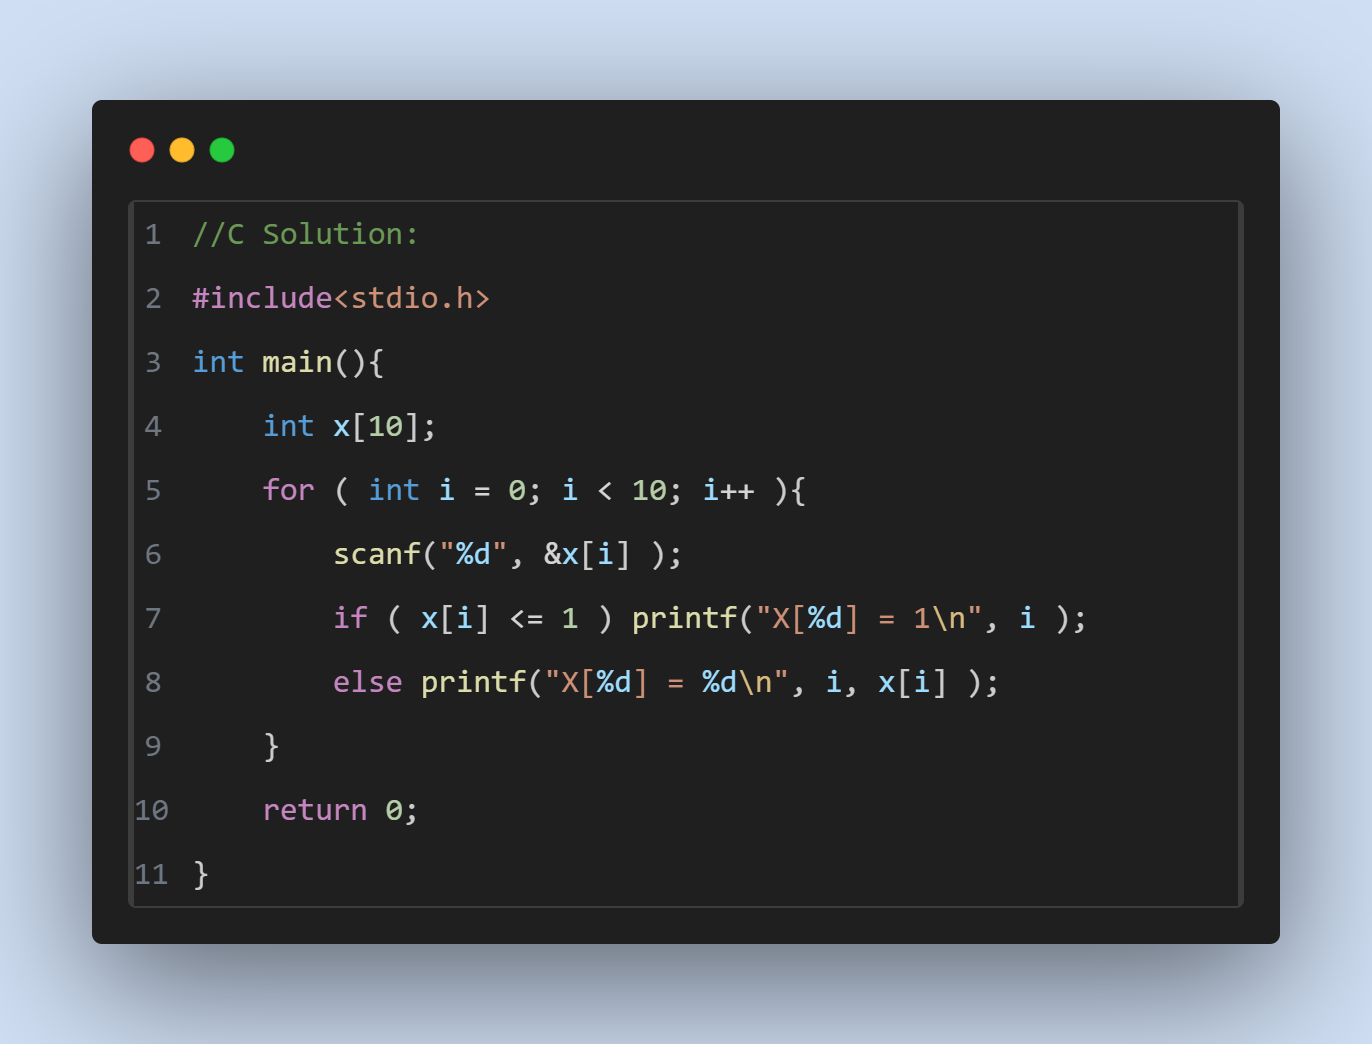 1 //C Solution:
2 #include<stdio.h>
3 int main(){
4     int x[10];
5     for ( int i = 0; i < 10; i++ ){
6         scanf("%d", &x[i] );
7         if ( x[i] <= 1 ) printf("X[%d] = 1\n", i );
8         else printf("X[%d] = %d\n", i, x[i] );
9     }
10     return 0;
11 }